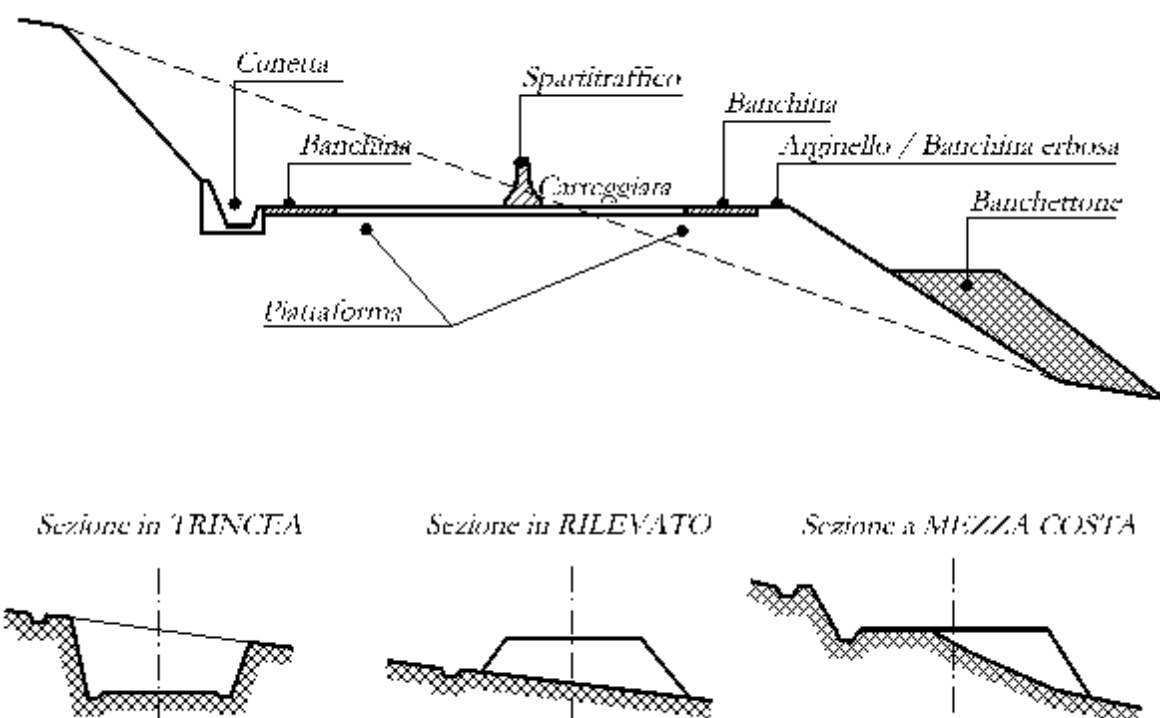 Cunetta
Spartitraffico
Banchina
Banchina
Arginello / Banchina erbosa
Carreggiata
Banchettone
Piattaforma
Sezione in TRINCEA
Sezione in RILEVATO
Sezione a MEZZA COSTA